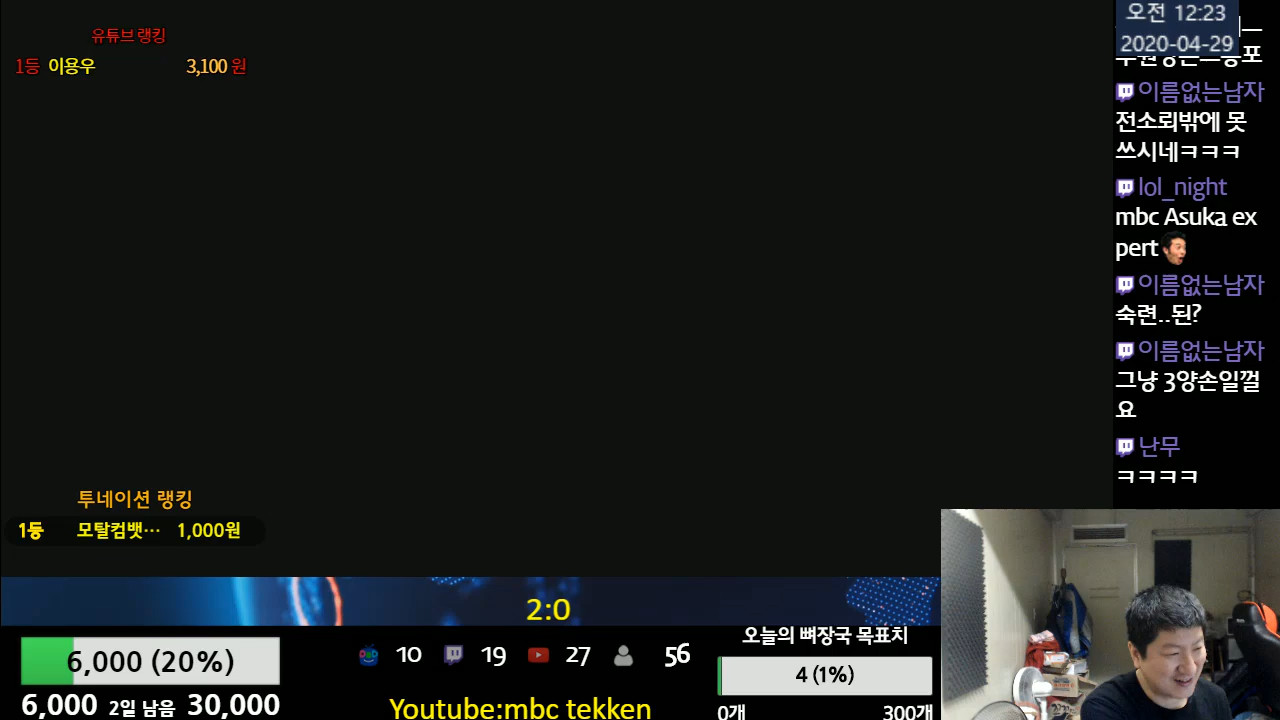 유튜브 랭킹
1등 이용우 3,100 원
투네이션 랭킹
1등 모탈컴뱃… 1,000원
2:0
6,000 (20%)
6,000 2일 남음 30,000
10 19 27 56
Youtube:mbc tekken
오늘의 뼈장국 목표치
4 (1%)
0개 300개
오전 12:23
2020-04-29
이름없는남자
전소뢰밖에 못
쓰시네ㅋㅋㅋ
lol_night
mbc Asuka ex
pert
이름없는남자
숙련..된?
이름없는남자
그냥 3양손일껄
요
난무
ㅋㅋㅋㅋ